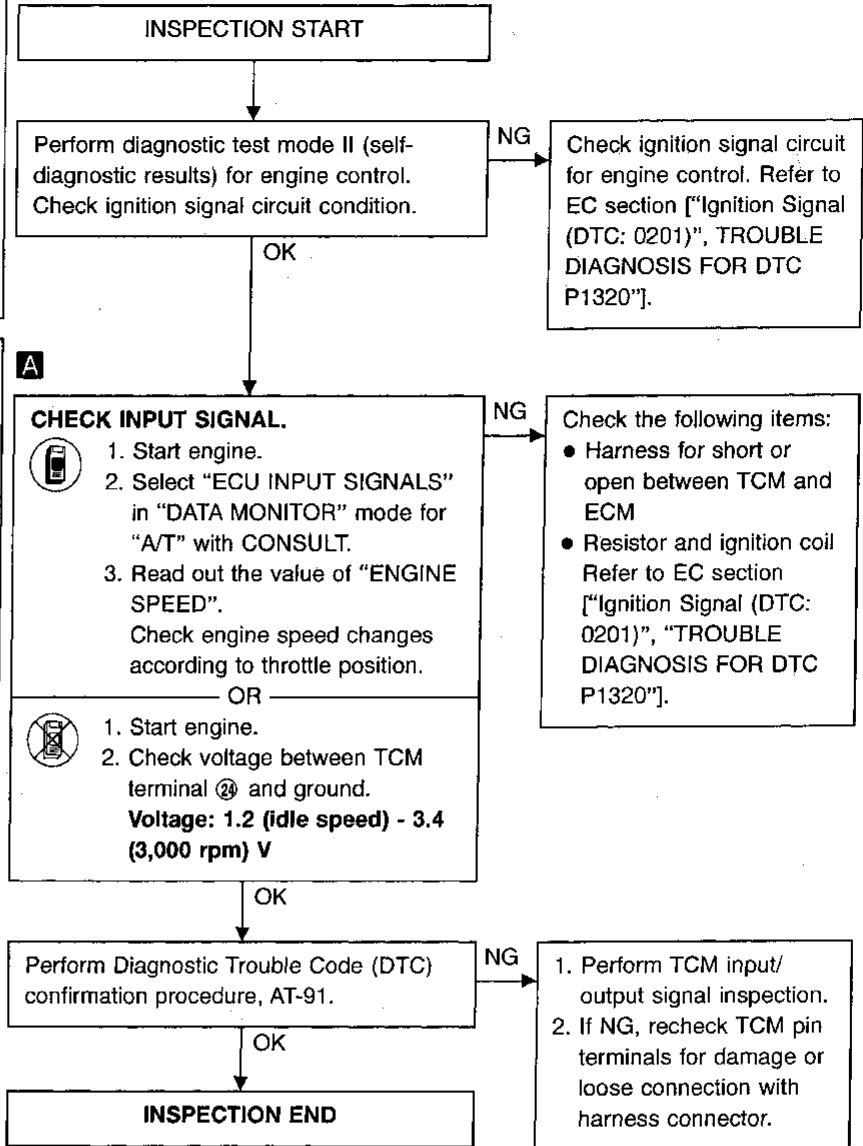 INSPECTION START
Perform diagnostic test mode II (self-
diagnostic results) for engine control.
Check ignition signal circuit condition.
NG
Check ignition signal circuit
for engine control. Refer to
EC section ["Ignition Signal
(DTC: 0201)", TROUBLE
DIAGNOSIS FOR DTC
P1320"].
OK
A
CHECK INPUT SIGNAL.
1. Start engine.
2. Select "ECU INPUT SIGNALS"
in "DATA MONITOR" mode for
"A/T" with CONSULT.
3. Read out the value of "ENGINE
SPEED".
Check engine speed changes
according to throttle position.
OR
1. Start engine.
2. Check voltage between TCM
terminal ㉔ and ground.
Voltage: 1.2 (idle speed) - 3.4
(3,000 rpm) V
NG
Check the following items:
● Harness for short or
open between TCM and
ECM
● Resistor and ignition coil
Refer to EC section
["Ignition Signal (DTC:
0201)", "TROUBLE
DIAGNOSIS FOR DTC
P1320"].
OK
Perform Diagnostic Trouble Code (DTC)
confirmation procedure, AT-91.
NG
1. Perform TCM input/
output signal inspection.
2. If NG, recheck TCM pin
terminals for damage or
loose connection with
harness connector.
OK
INSPECTION END